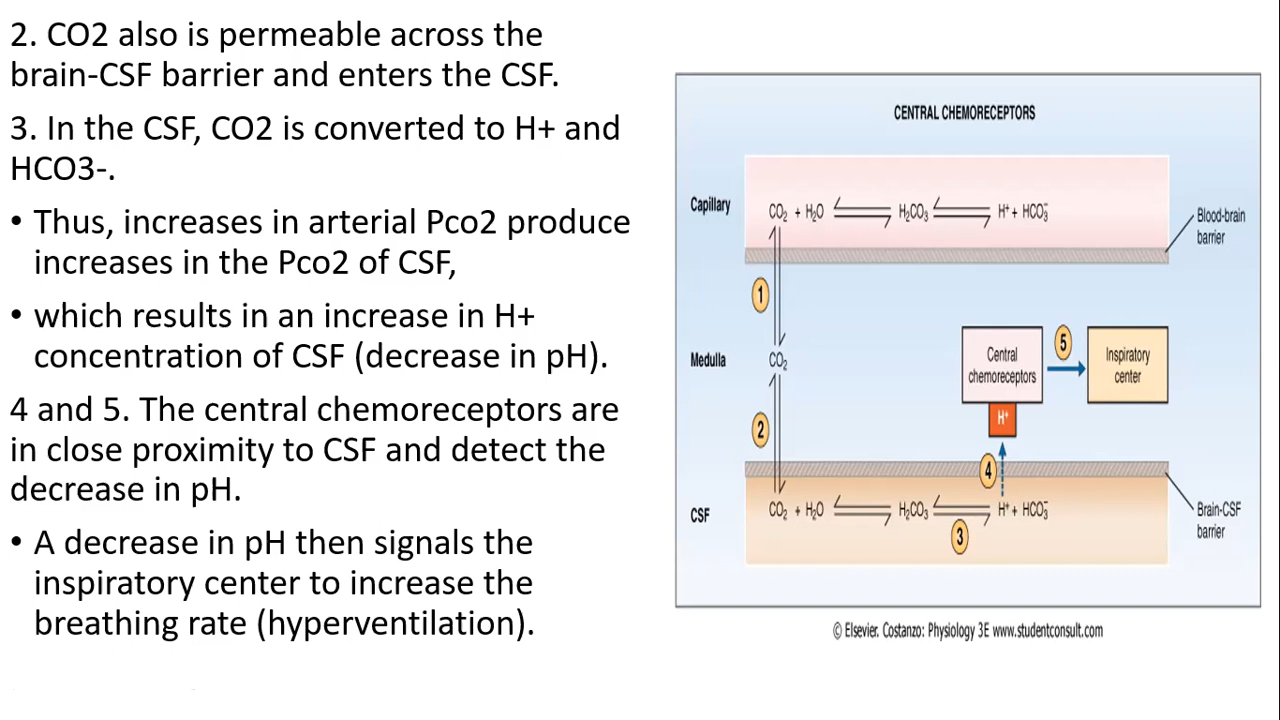 2. CO2 also is permeable across the
brain-CSF barrier and enters the CSF.
3. In the CSF, CO2 is converted to H+ and
HCO3-.
• Thus, increases in arterial Pco2 produce
increases in the Pco2 of CSF,
• which results in an increase in H+
concentration of CSF (decrease in pH).
4 and 5. The central chemoreceptors are
in close proximity to CSF and detect the
decrease in pH.
• A decrease in pH then signals the
inspiratory center to increase the
breathing rate (hyperventilation).
CENTRAL CHEMORECEPTORS
Capillary
CO₂ + H₂O ⇌ H₂CO₃ ⇌ H⁺ + HCO₃⁻
Blood-brain
barrier
1
Medulla
CO₂
Central
chemoreceptors
5
Inspiratory
center
H⁺
2
4
CSF
CO₂ + H₂O ⇌ H₂CO₃ ⇌ H⁺ + HCO₃⁻
3
Brain-CSF
barrier
© Elsevier. Costanzo: Physiology 3E www.studentconsult.com